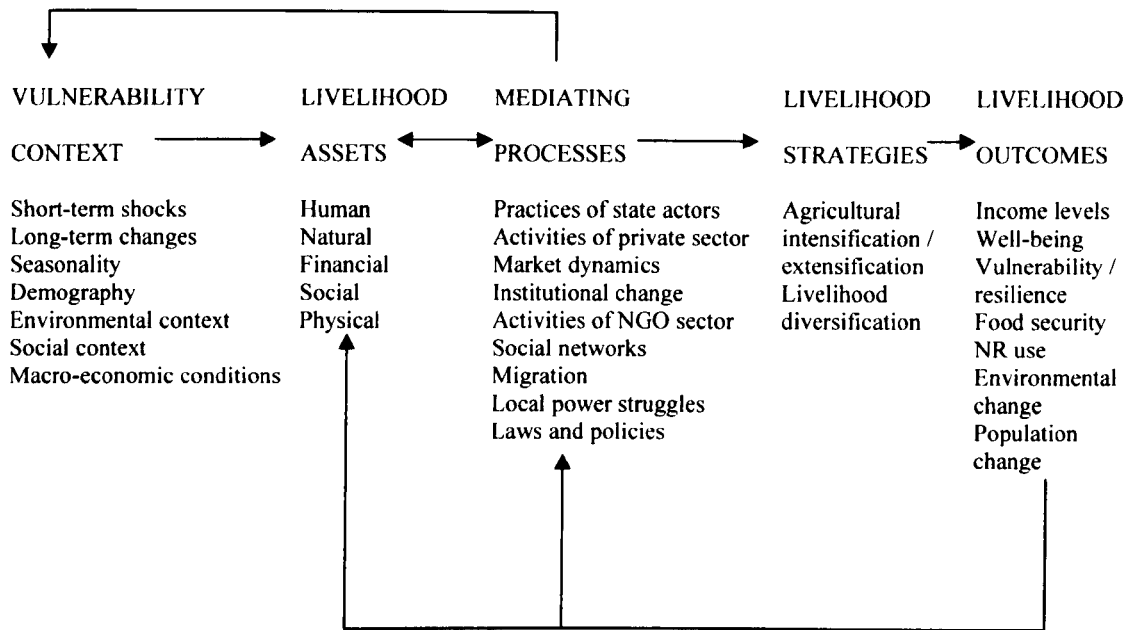 VULNERABILITY
CONTEXT
Short-term shocks
Long-term changes
Seasonality
Demography
Environmental context
Social context
Macro-economic conditions
LIVELIHOOD
ASSETS
Human
Natural
Financial
Social
Physical
MEDIATING
PROCESSES
Practices of state actors
Activities of private sector
Market dynamics
Institutional change
Activities of NGO sector
Social networks
Migration
Local power struggles
Laws and policies
LIVELIHOOD
STRATEGIES
Agricultural
intensification /
extensification
Livelihood
diversification
LIVELIHOOD
OUTCOMES
Income levels
Well-being
Vulnerability /
resilience
Food security
NR use
Environmental
change
Population
change